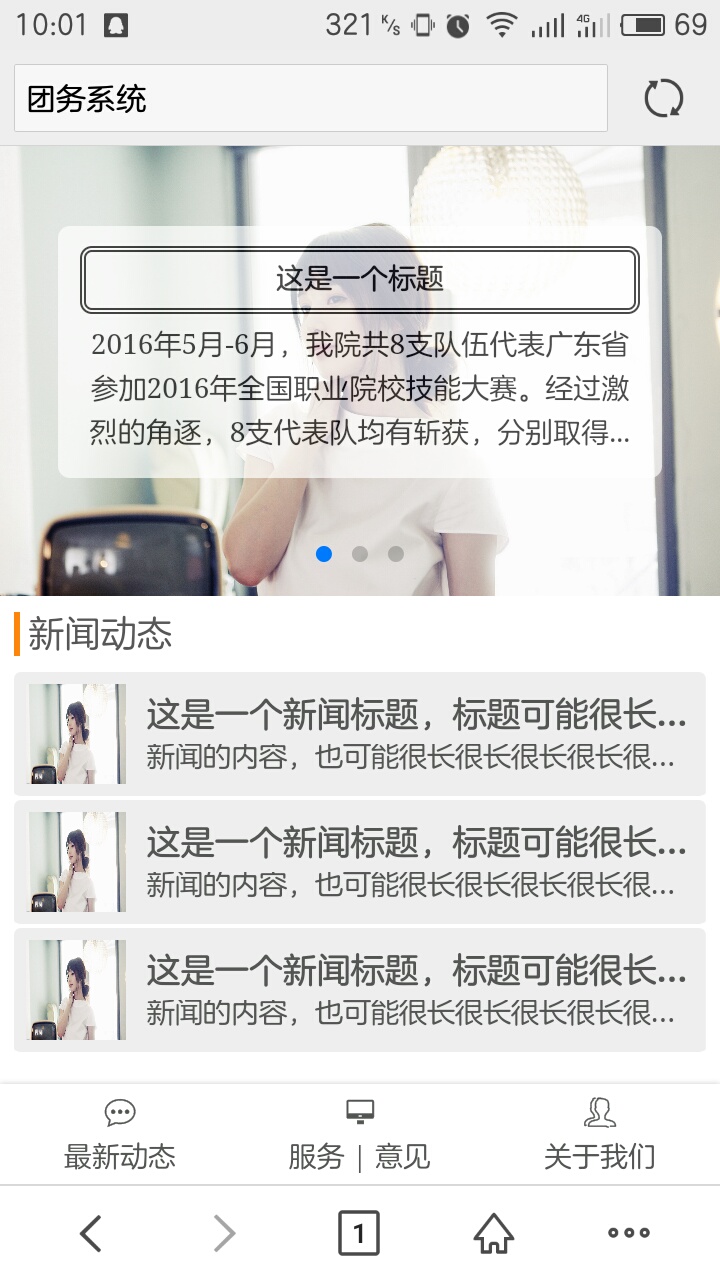 10:01 321 K/s 4G 69
团务系统
这是一个标题
2016年5月-6月，我院共8支队伍代表广东省
参加2016年全国职业院校技能大赛。经过激
烈的角逐，8支代表队均有斩获，分别取得...
新闻动态
这是一个新闻标题，标题可能很长...
新闻的内容，也可能很长很长很长很长很...
这是一个新闻标题，标题可能很长...
新闻的内容，也可能很长很长很长很长很...
这是一个新闻标题，标题可能很长...
新闻的内容，也可能很长很长很长很长很...
最新动态 服务 | 意见 关于我们
1